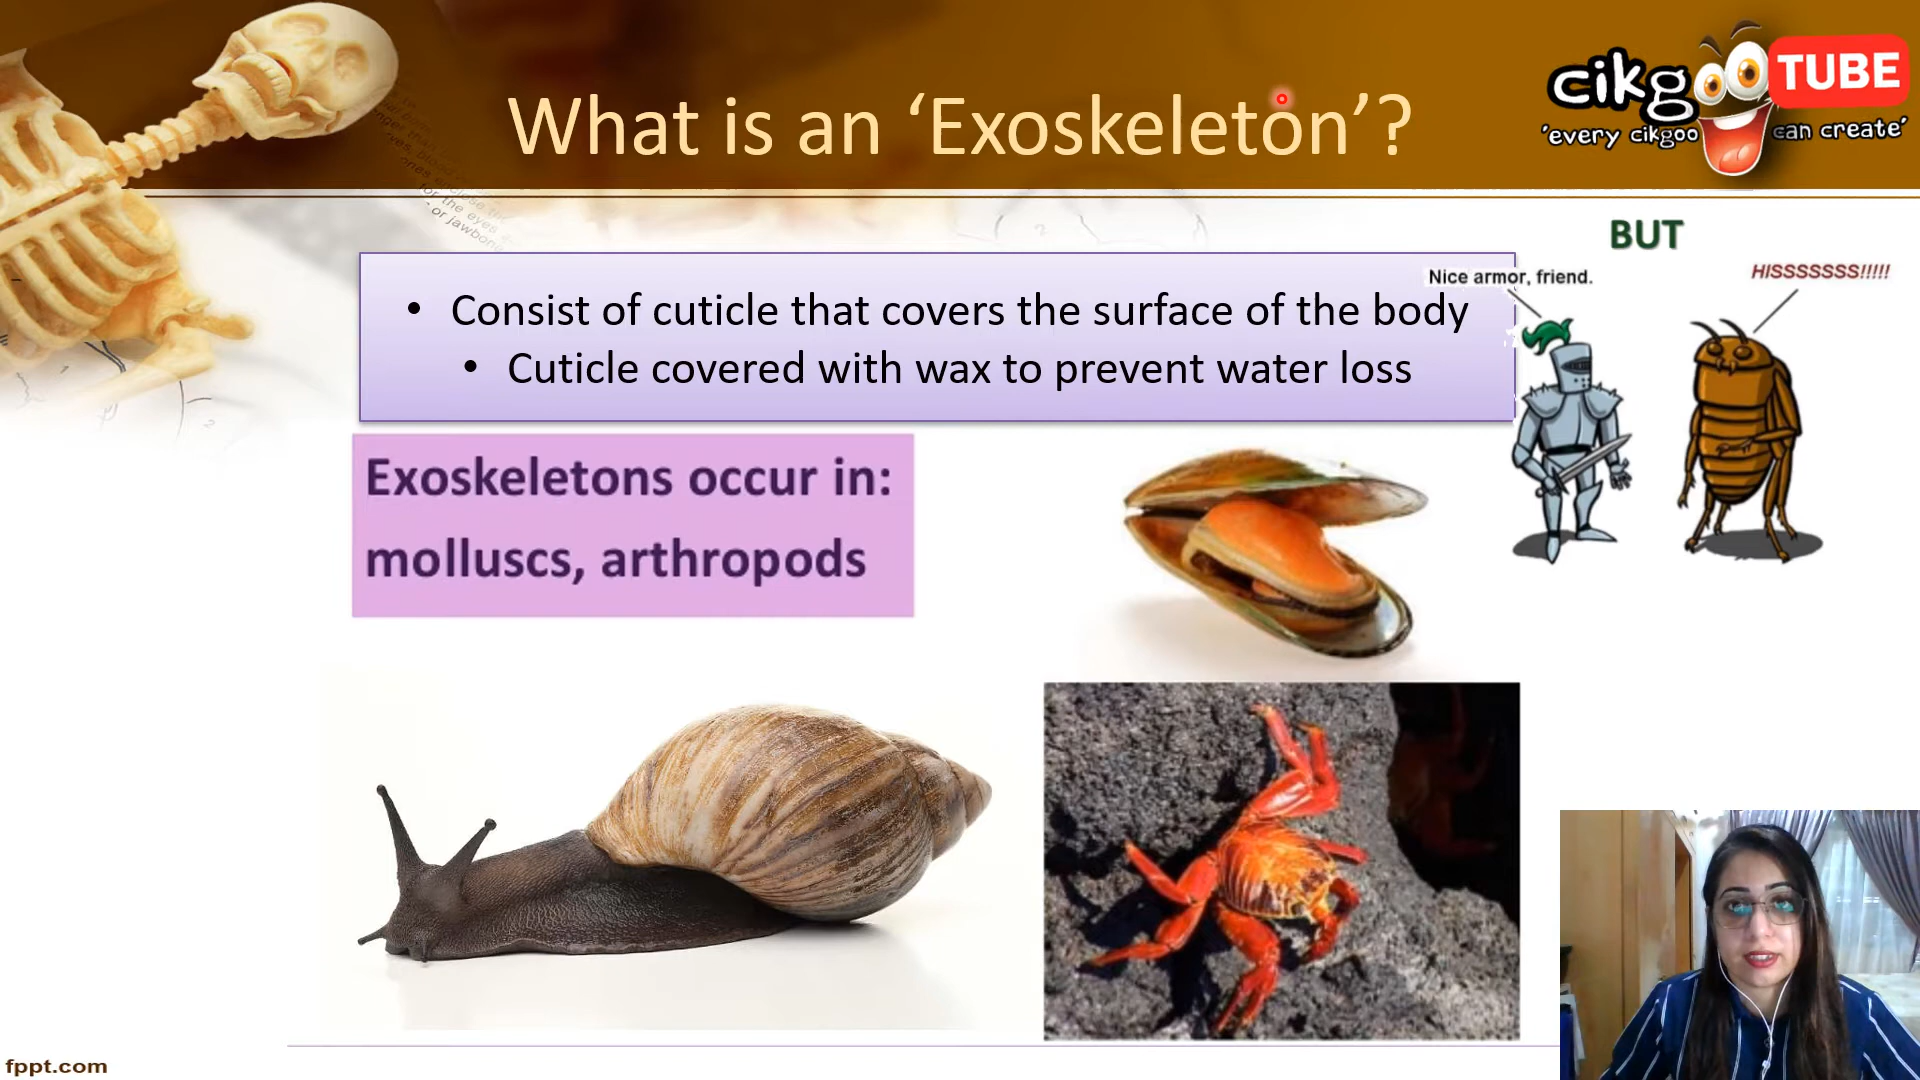 What is an ‘Exoskeleton’?
cikgoo TUBE
‘every cikgoo can create’
BUT
Nice armor, friend.
HISSSSSSS!!!!!
• Consist of cuticle that covers the surface of the body
• Cuticle covered with wax to prevent water loss
Exoskeletons occur in:
molluscs, arthropods
fppt.com